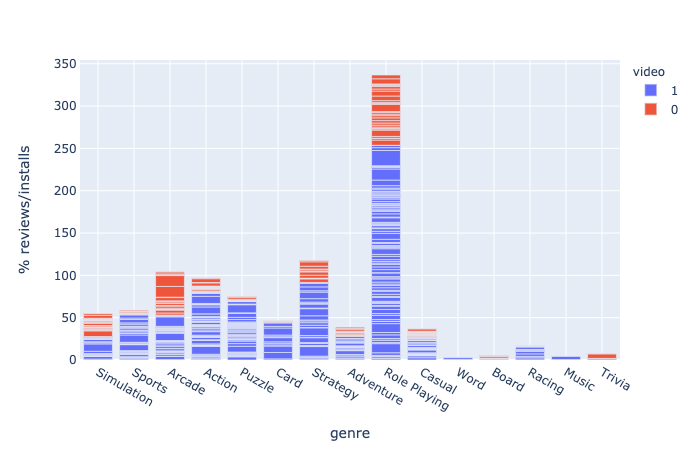 350
300
250
200
150
100
50
0
% reviews/installs
video
1
0
Simulation
Sports
Arcade
Action
Puzzle
Card
Strategy
Adventure
Role Playing
Casual
Word
Board
Racing
Music
Trivia
genre